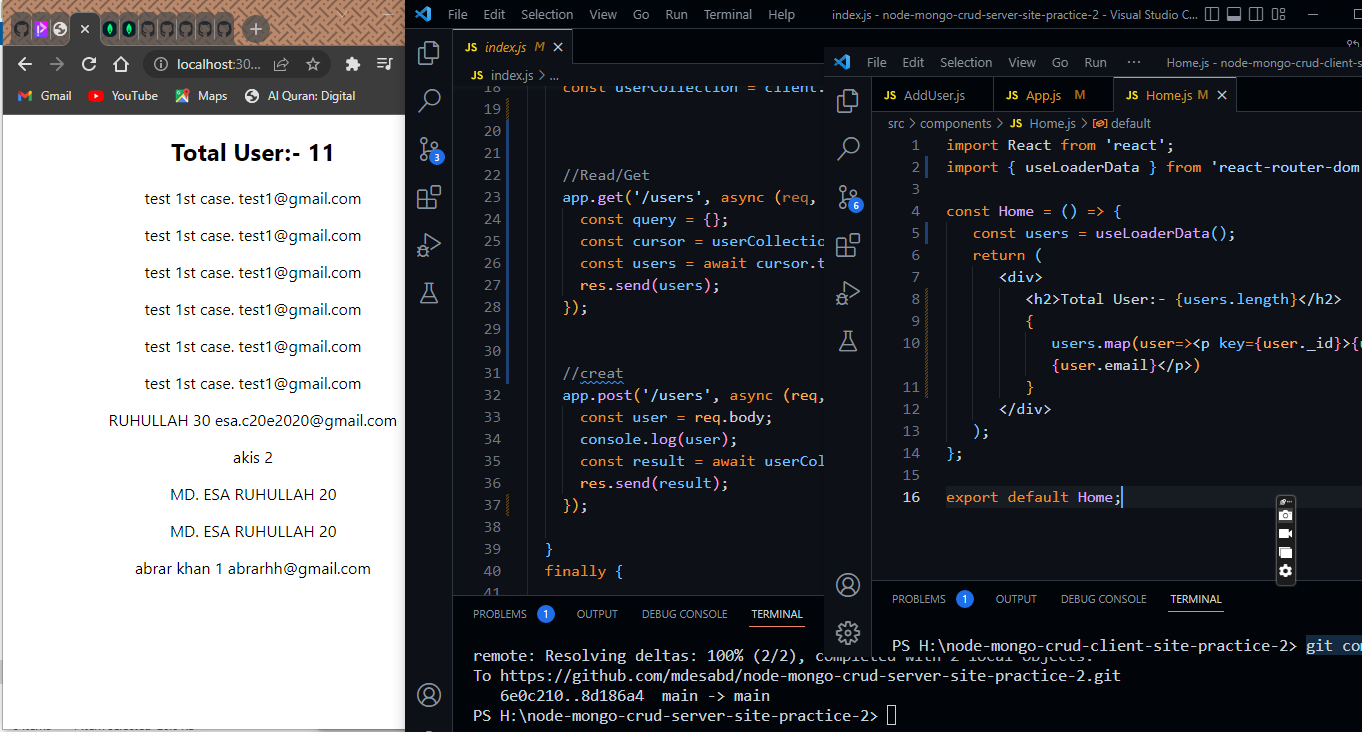 localhost:30...
Gmail YouTube Maps Al Quran: Digital
Total User:- 11
test 1st case. test1@gmail.com
test 1st case. test1@gmail.com
test 1st case. test1@gmail.com
test 1st case. test1@gmail.com
test 1st case. test1@gmail.com
test 1st case. test1@gmail.com
RUHULLAH 30 esa.c20e2020@gmail.com
akis 2
MD. ESA RUHULLAH 20
MD. ESA RUHULLAH 20
abrar khan 1 abrarhh@gmail.com
File Edit Selection View Go Run Terminal Help index.js - node-mongo-crud-server-site-practice-2 - Visual Studio C...
JS index.js M
JS index.js > ...
3
18 const userCollection = client.
19
20
21
22 //Read/Get
23 app.get('/users', async (req,
24 const query = {};
25 const cursor = userCollectio
26 const users = await cursor.t
27 res.send(users);
28 });
29
30
31 //creat
32 app.post('/users', async (req,
33 const user = req.body;
34 console.log(user);
35 const result = await userCol
36 res.send(result);
37 });
38
39 }
40 finally {
41
PROBLEMS 1 OUTPUT DEBUG CONSOLE TERMINAL
remote: Resolving deltas: 100% (2/2), completed with 2 local objects.
To https://github.com/mdesabd/node-mongo-crud-server-site-practice-2.git
6e0c210..8d186a4 main -> main
PS H:\node-mongo-crud-server-site-practice-2>
File Edit Selection View Go Run ... Home.js - node-mongo-crud-client-s
JS AddUser.js JS App.js M JS Home.js M
src > components > JS Home.js > default
6
1 import React from 'react';
2 import { useLoaderData } from 'react-router-dom
3
4 const Home = () => {
5 const users = useLoaderData();
6 return (
7 <div>
8 <h2>Total User:- {users.length}</h2>
9 {
10 users.map(user=><p key={user._id}>{u
{user.email}</p>)
11 }
12 </div>
13 );
14 };
15
16 export default Home;
PROBLEMS 1 OUTPUT DEBUG CONSOLE TERMINAL
PS H:\node-mongo-crud-client-site-practice-2> git com